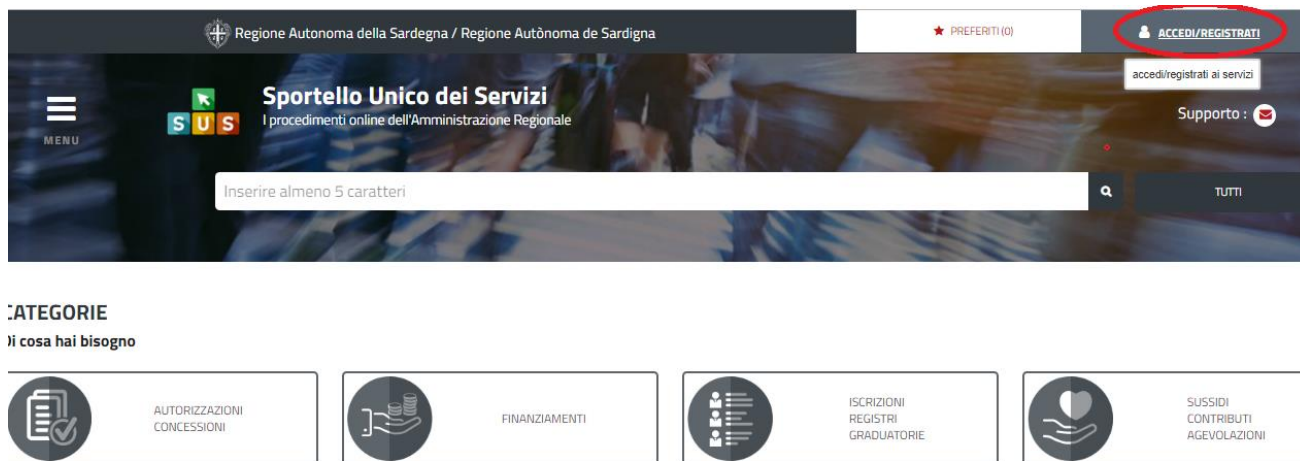 Regione Autonoma della Sardegna / Regione Autònoma de Sardigna
PREFERITI (0)
ACCEDI/REGISTRATI
accedi/registrati ai servizi
MENU
SUS
Sportello Unico dei Servizi
I procedimenti online dell'Amministrazione Regionale
Supporto :
Inserire almeno 5 caratteri
TUTTI
CATEGORIE
Di cosa hai bisogno
AUTORIZZAZIONI
CONCESSIONI
FINANZIAMENTI
ISCRIZIONI
REGISTRI
GRADUATORIE
SUSSIDI
CONTRIBUTI
AGEVOLAZIONI